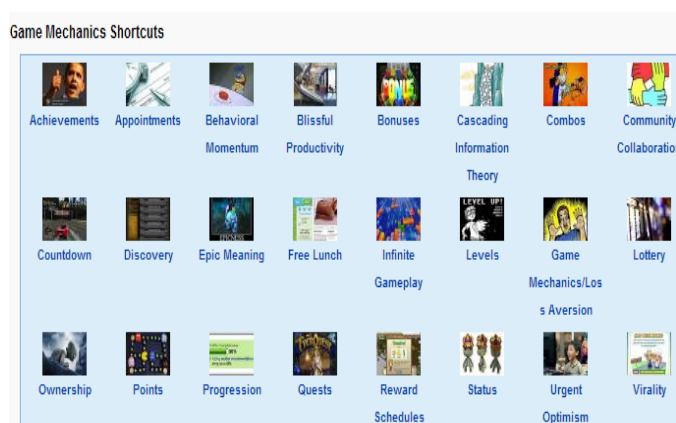 Game Mechanics Shortcuts
Achievements Appointments Behavioral Blissful Bonuses Cascading Combos Community
Momentum Productivity Information Collaboratio
Theory
LEVEL UP!
Countdown Discovery Epic Meaning Free Lunch Infinite Levels Game Lottery
Gameplay Mechanics/Los
s Aversion
Ownership Points Progression Quests Reward Status Urgent Virality
Schedules Optimism